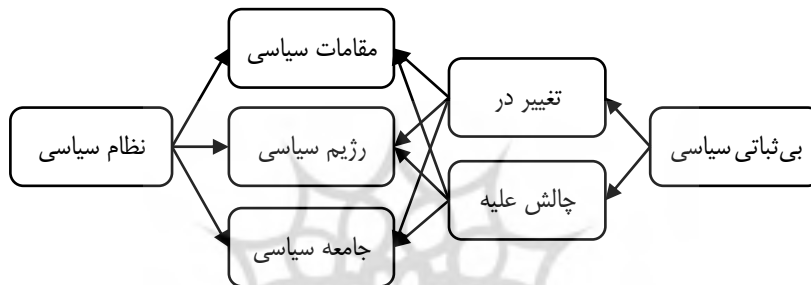 بی‌ثباتی سیاسی
تغییر در
چالش علیه
مقامات سیاسی
رژیم سیاسی
جامعه سیاسی
نظام سیاسی